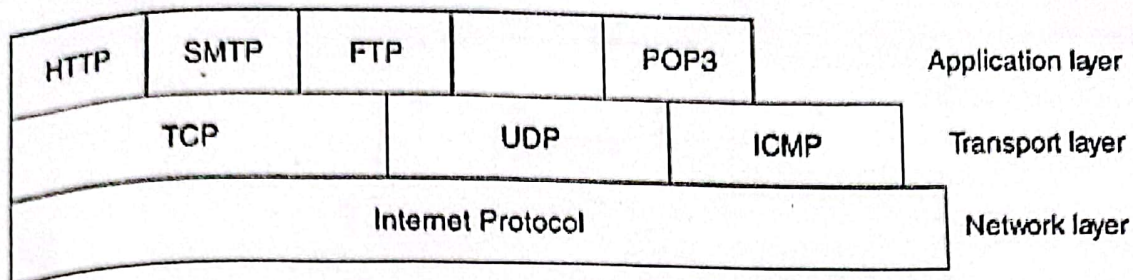 HTTP SMTP FTP POP3 Application layer
TCP UDP ICMP Transport layer
Internet Protocol Network layer